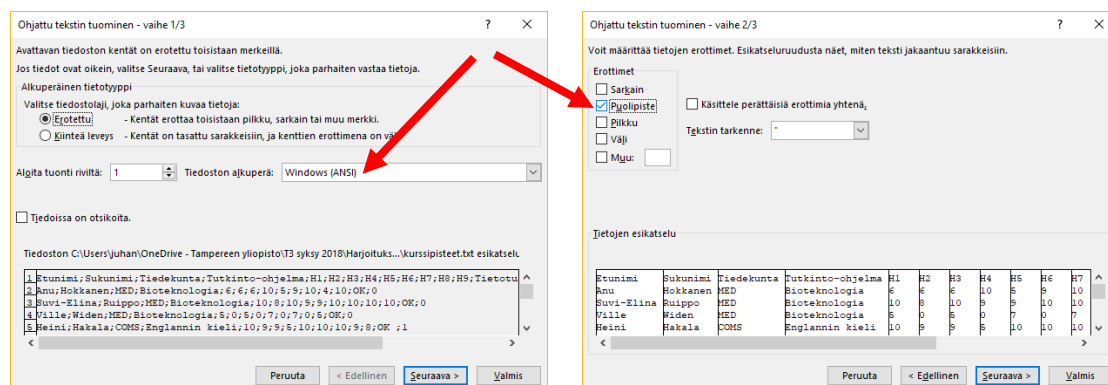 Ohjattu tekstin tuominen - vaihe 1/3
Avattavan tiedoston kentät on erotettu toisistaan merkeillä.
Jos tiedot ovat oikein, valitse Seuraava, tai valitse tietotyyppi, joka parhaiten vastaa tietoja.
Alkuperäinen tietotyyppi
Valitse tiedostolaji, joka parhaiten kuvaa tietoja:
Erotettu - Kentät erottaa toisistaan pilkku, sarkain tai muu merkki.
Kiinteä leveys - Kentät on tasattu sarakkeisiin, ja kenttien erottimena on
Aloita tuonti riviltä: 1 Tiedoston alkuperä: Windows (ANSI)
Tiedoissa on otsikoita.
Tiedoston C:\Users\juhan\OneDrive - Tampereen yliopisto\T3 syksy 2018\Harjoituks...\kurssipisteet.txt esikatselu
1 Etunimi;Sukunimi;Tiedekunta;Tutkinto-ohjelma;H1;H2;H3;H4;H5;H6;H7;H8;H9;Tietotu
2 Anu;Hokkanen;MED;Bioteknologia;6;6;6;10;5;9;10;4;10;OK;0
3 Suvi-Elina;Ruippo;MED;Bioteknologia;10;8;10;9;9;10;10;10;10;OK;0
4 Ville;Widen;MED;Bioteknologia;5;0;5;0;7;0;7;0;5;OK;0
5 Heini;Hakala;COMS;Englannin kieli;10;9;9;5;10;10;10;9;8;OK ;1
Peruuta < Edellinen Seuraava > Valmis
Ohjattu tekstin tuominen - vaihe 2/3
Voit määrittää tietojen erottimet. Esikatseluruudusta näet, miten teksti jakaantuu sarakkeisiin.
Erottimet
Sarkain
Puolipiste
Pilkku
Väli
Muu:
Käsittele perättäisiä erottimia yhtenä.
Tekstin tarkenne: "
Tietojen esikatselu
Etunimi Sukunimi Tiedekunta Tutkinto-ohjelma H1 H2 H3 H4 H5 H6 H7
Anu Hokkanen MED Bioteknologia 6 6 6 10 5 9 10
Suvi-Elina Ruippo MED Bioteknologia 10 8 10 9 9 10 10
Ville Widen MED Bioteknologia 5 0 5 0 7 0 7
Heini Hakala COMS Englannin kieli 10 9 9 5 10 10 10
Peruuta < Edellinen Seuraava > Valmis